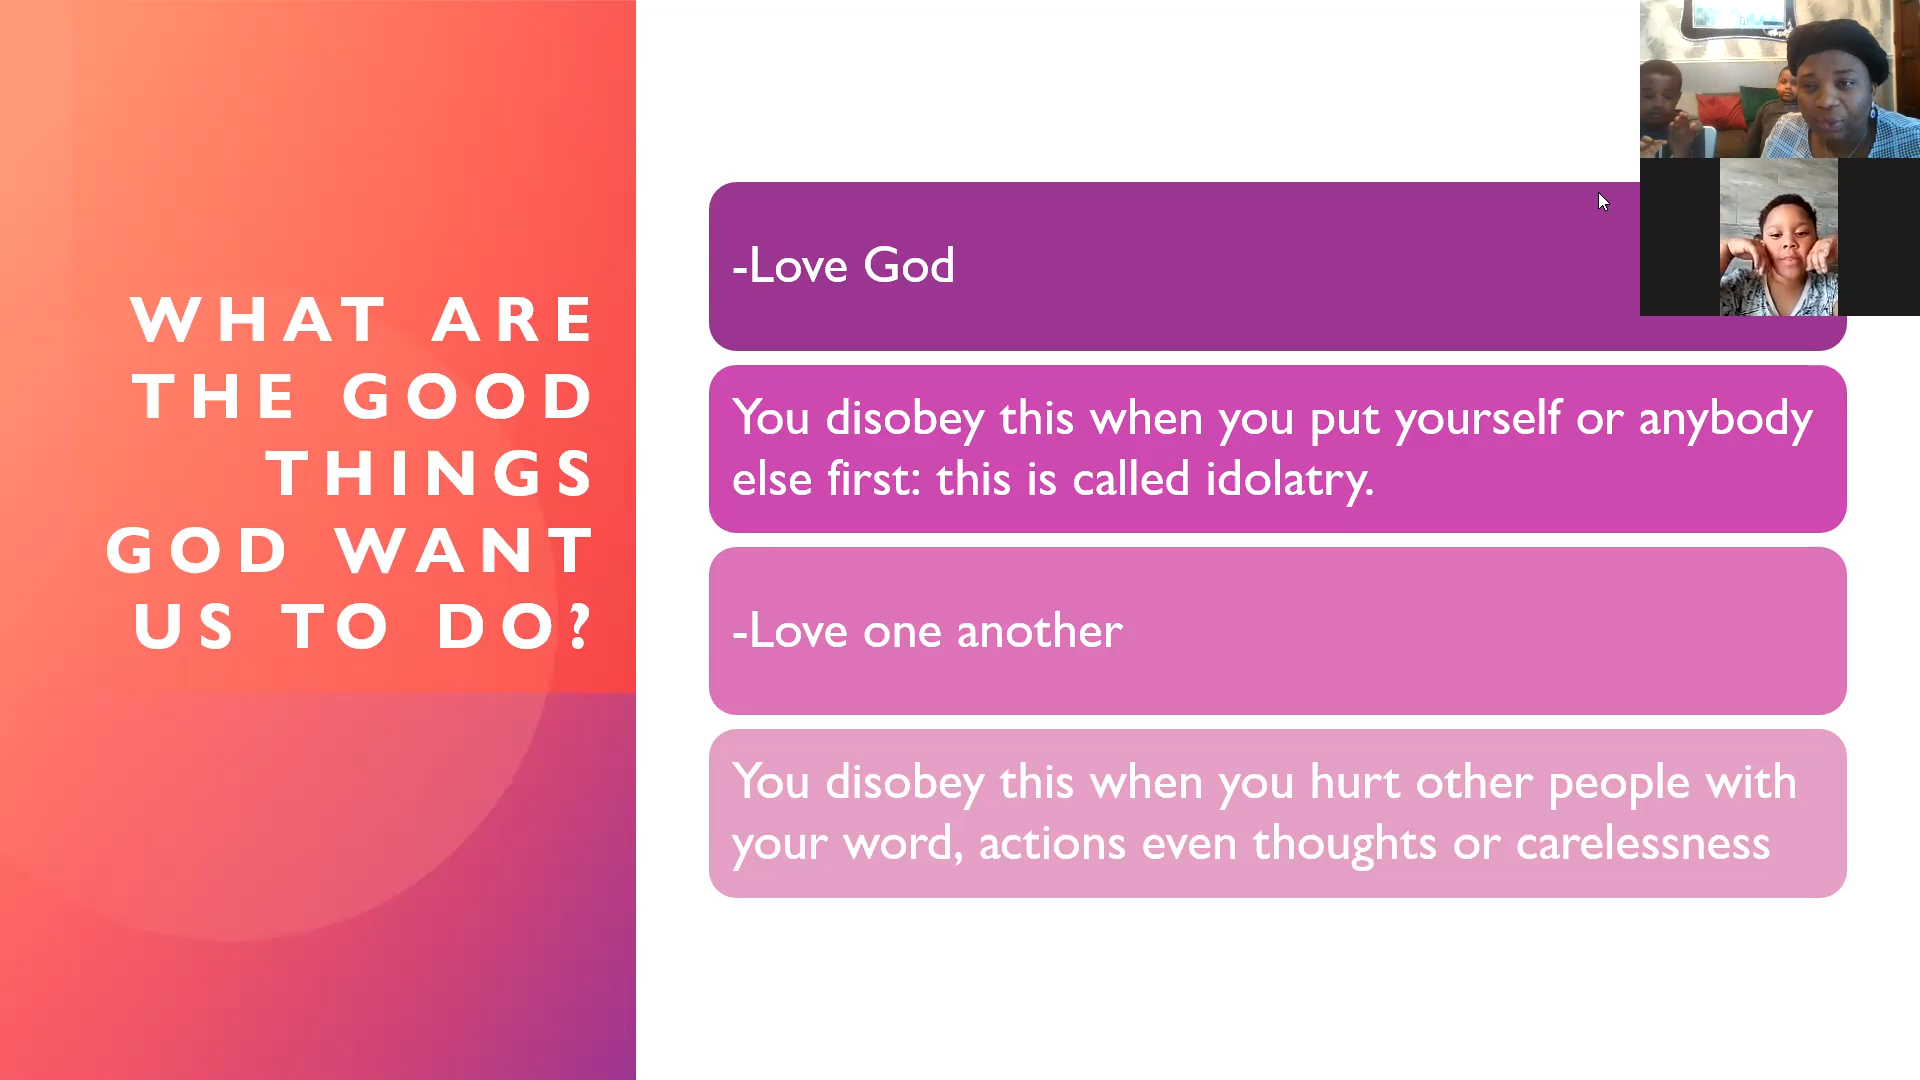 WHAT ARE
THE GOOD
THINGS
GOD WANT
US TO DO?
-Love God
You disobey this when you put yourself or anybody
else first: this is called idolatry.
-Love one another
You disobey this when you hurt other people with
your word, actions even thoughts or carelessness